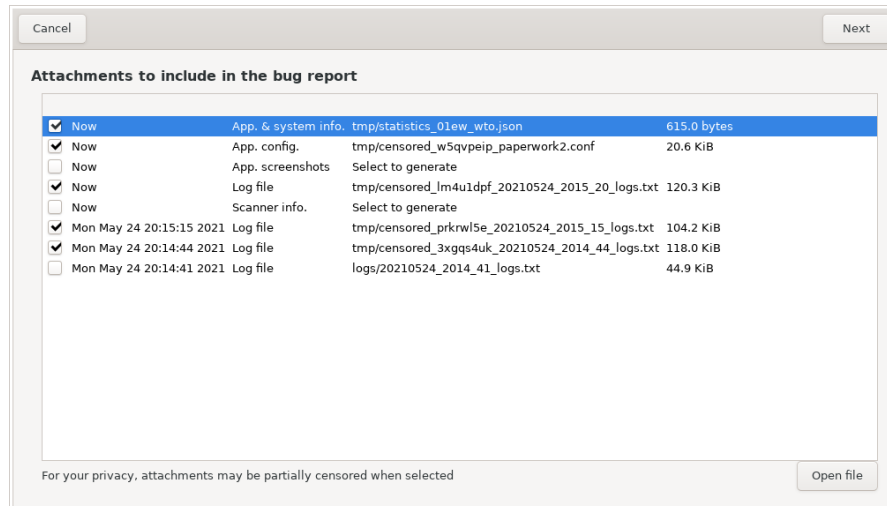 Cancel Next
Attachments to include in the bug report
Now App. & system info. tmp/statistics_01ew_wto.json 615.0 bytes
Now App. config. tmp/censored_w5qvpeip_paperwork2.conf 20.6 KiB
Now App. screenshots Select to generate
Now Log file tmp/censored_lm4u1dpf_20210524_2015_20_logs.txt 120.3 KiB
Now Scanner info. Select to generate
Mon May 24 20:15:15 2021 Log file tmp/censored_prkrwl5e_20210524_2015_15_logs.txt 104.2 KiB
Mon May 24 20:14:44 2021 Log file tmp/censored_3xgqs4uk_20210524_2014_44_logs.txt 118.0 KiB
Mon May 24 20:14:41 2021 Log file logs/20210524_2014_41_logs.txt 44.9 KiB
For your privacy, attachments may be partially censored when selected Open file